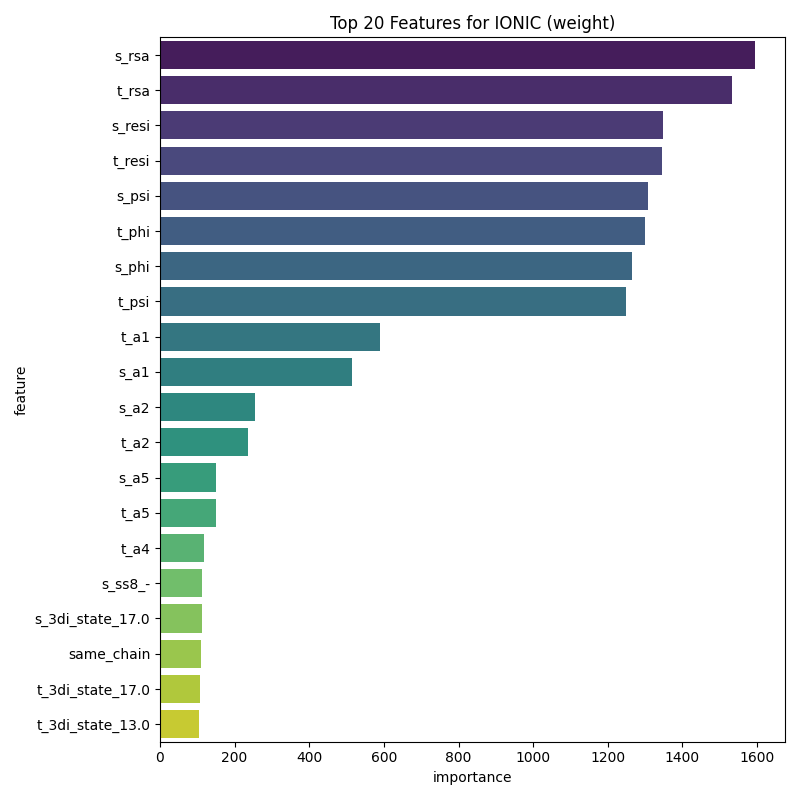 Top 20 Features for IONIC (weight)
s_rsa
t_rsa
s_resi
t_resi
s_psi
t_phi
s_phi
t_psi
t_a1
s_a1
s_a2
t_a2
s_a5
t_a5
t_a4
s_ss8_-
s_3di_state_17.0
same_chain
t_3di_state_17.0
t_3di_state_13.0
feature
0 200 400 600 800 1000 1200 1400 1600
importance